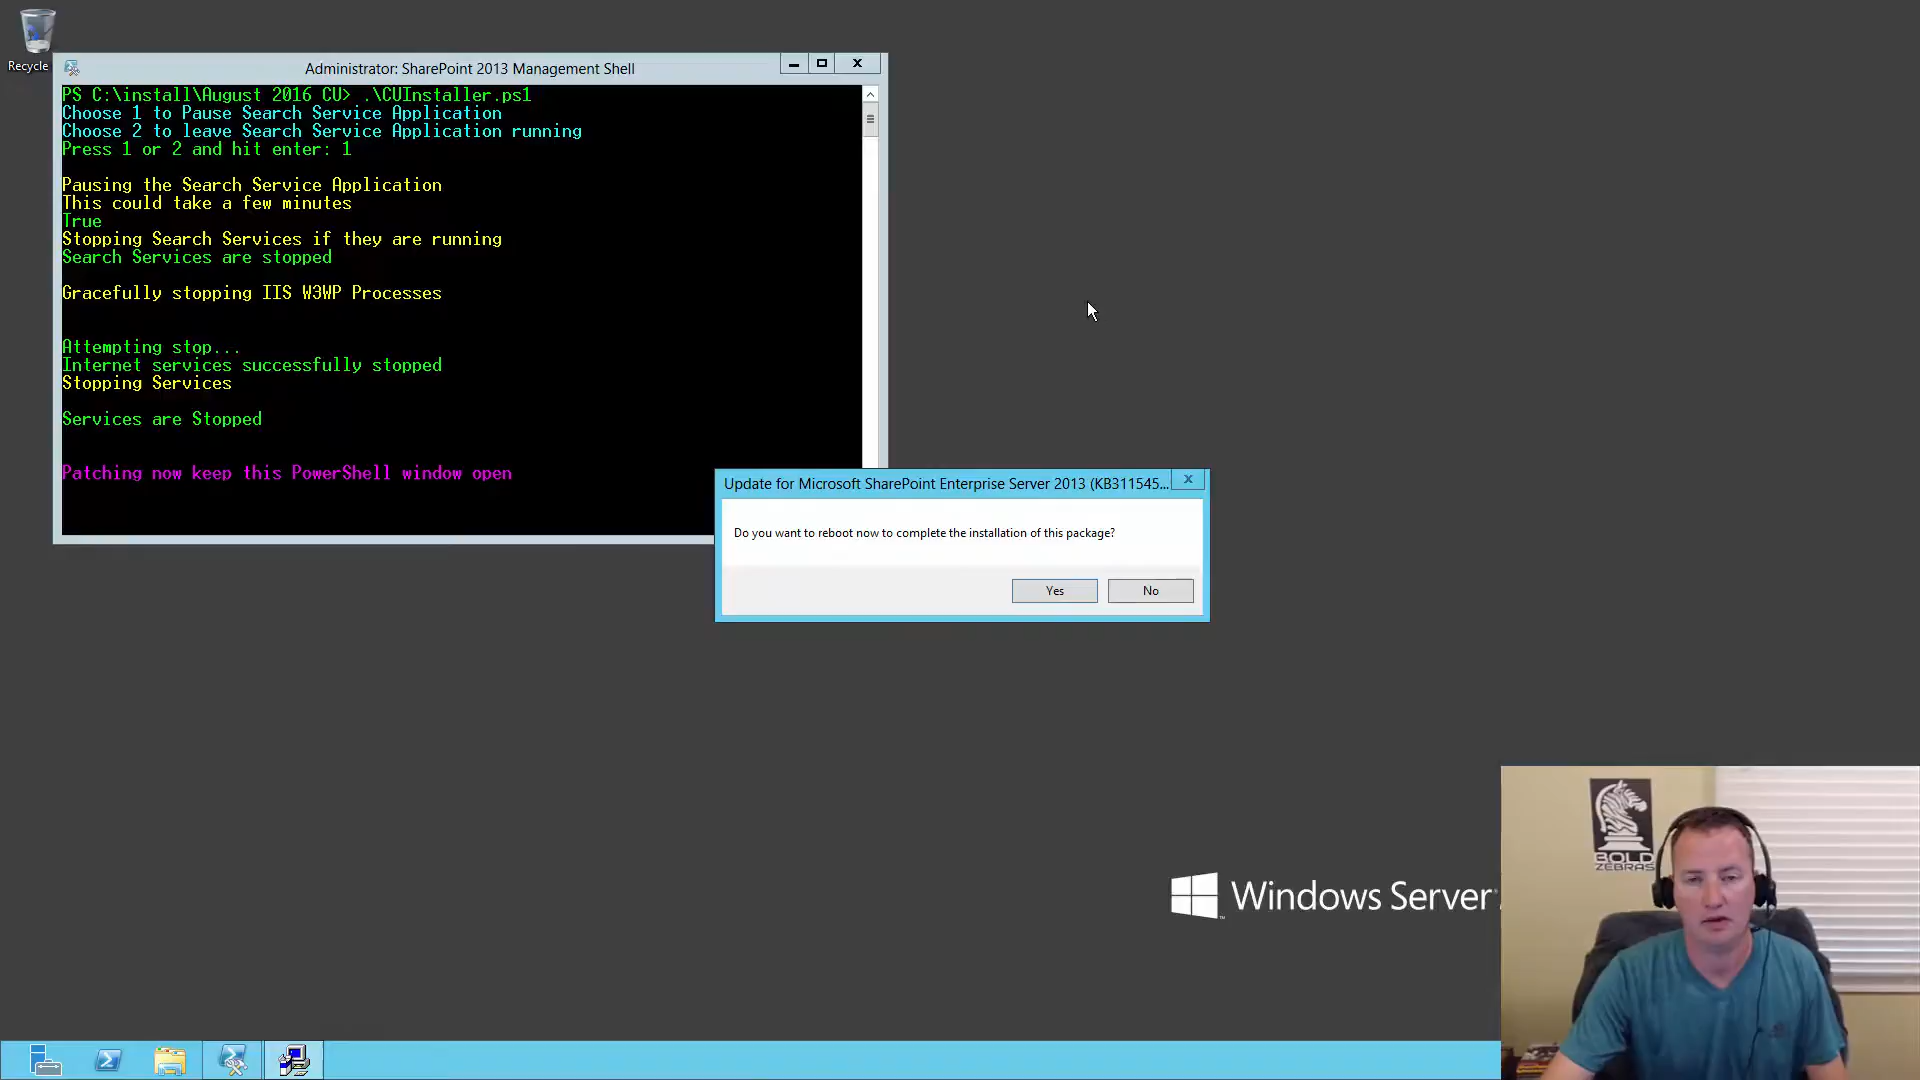 Recycle
Administrator: SharePoint 2013 Management Shell
PS C:\install\August 2016 CU> .\CUInstaller.ps1
Choose 1 to Pause Search Service Application
Choose 2 to leave Search Service Application running
Press 1 or 2 and hit enter: 1
Pausing the Search Service Application
This could take a few minutes
True
Stopping Search Services if they are running
Search Services are stopped
Gracefully stopping IIS W3WP Processes
Attempting stop...
Internet services successfully stopped
Stopping Services
Services are Stopped
Patching now keep this PowerShell window open
Update for Microsoft SharePoint Enterprise Server 2013 (KB311545...
Do you want to reboot now to complete the installation of this package?
Yes
No
Windows Server
BOLD
ZEBRAS